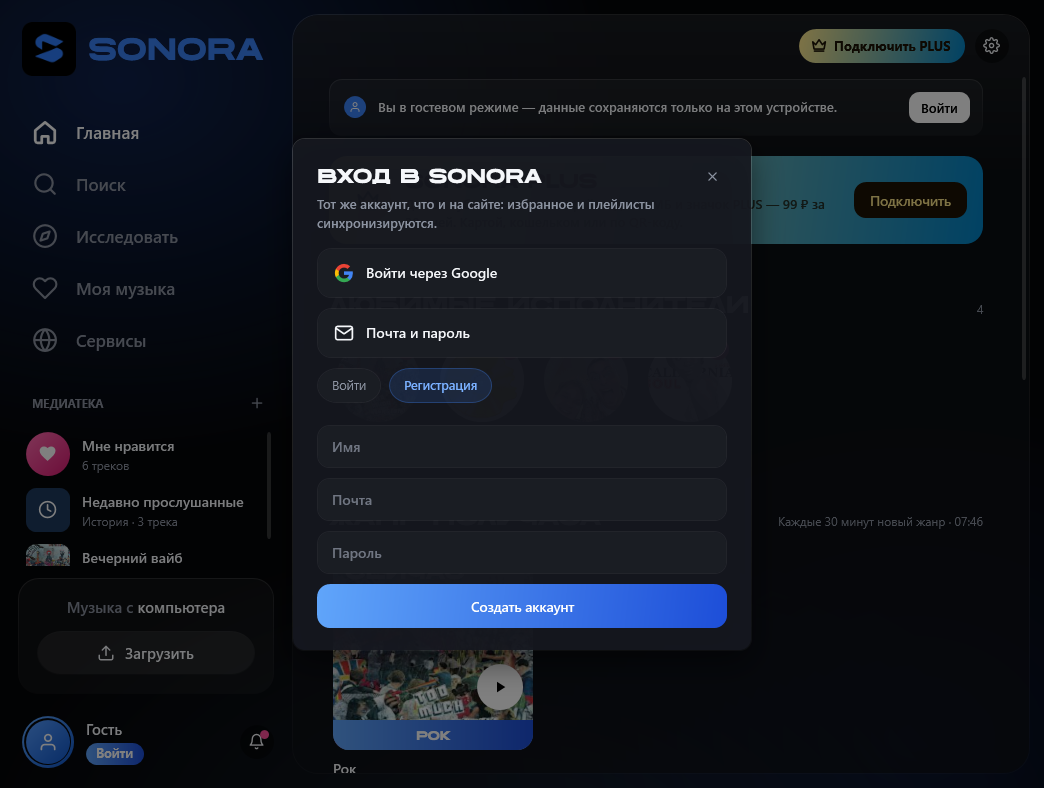 SONORA
Главная
Поиск
Исследовать
Моя музыка
Сервисы
МЕДИАТЕКА
Мне нравится
6 треков
Недавно прослушанные
История · 3 трека
Вечерний вайб
Музыка с компьютера
Загрузить
Гость
Войти
Подключить PLUS
Вы в гостевом режиме — данные сохраняются только на этом устройстве.
Войти
— 99 ₽ за
Подключить
4
ВХОД В SONORA
Тот же аккаунт, что и на сайте: избранное и плейлисты
синхронизируются.
Войти через Google
Почта и пароль
Войти
Регистрация
Имя
Почта
Пароль
Создать аккаунт
Каждые 30 минут новый жанр · 07:46
TOO
MUCH
РОК
Рок